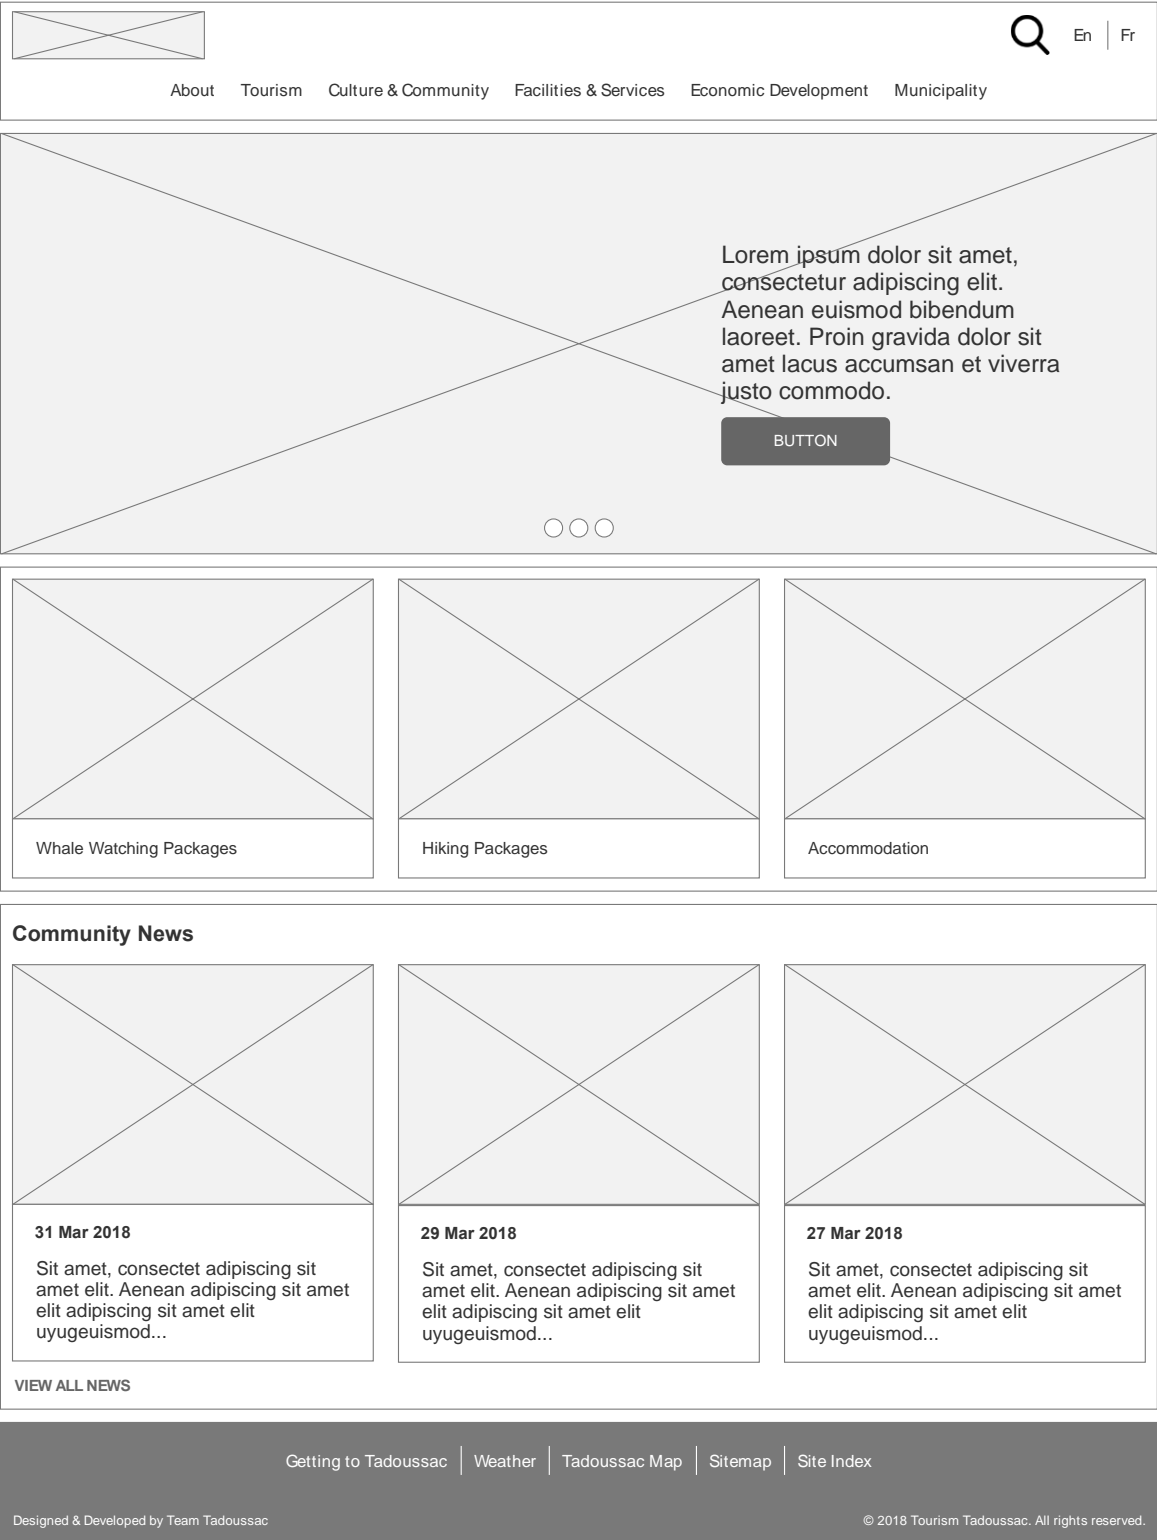 En Fr
About Tourism Culture & Community Facilities & Services Economic Development Municipality
Lorem ipsum dolor sit amet,
consectetur adipiscing elit.
Aenean euismod bibendum
laoreet. Proin gravida dolor sit
amet lacus accumsan et viverra
justo commodo.
BUTTON
Whale Watching Packages
Hiking Packages
Accommodation
Community News
31 Mar 2018
Sit amet, consectet adipiscing sit
amet elit. Aenean adipiscing sit amet
elit adipiscing sit amet elit
uyugeuismod...
29 Mar 2018
Sit amet, consectet adipiscing sit
amet elit. Aenean adipiscing sit amet
elit adipiscing sit amet elit
uyugeuismod...
27 Mar 2018
Sit amet, consectet adipiscing sit
amet elit. Aenean adipiscing sit amet
elit adipiscing sit amet elit
uyugeuismod...
VIEW ALL NEWS
Getting to Tadoussac Weather Tadoussac Map Sitemap Site Index
Designed & Developed by Team Tadoussac
© 2018 Tourism Tadoussac. All rights reserved.